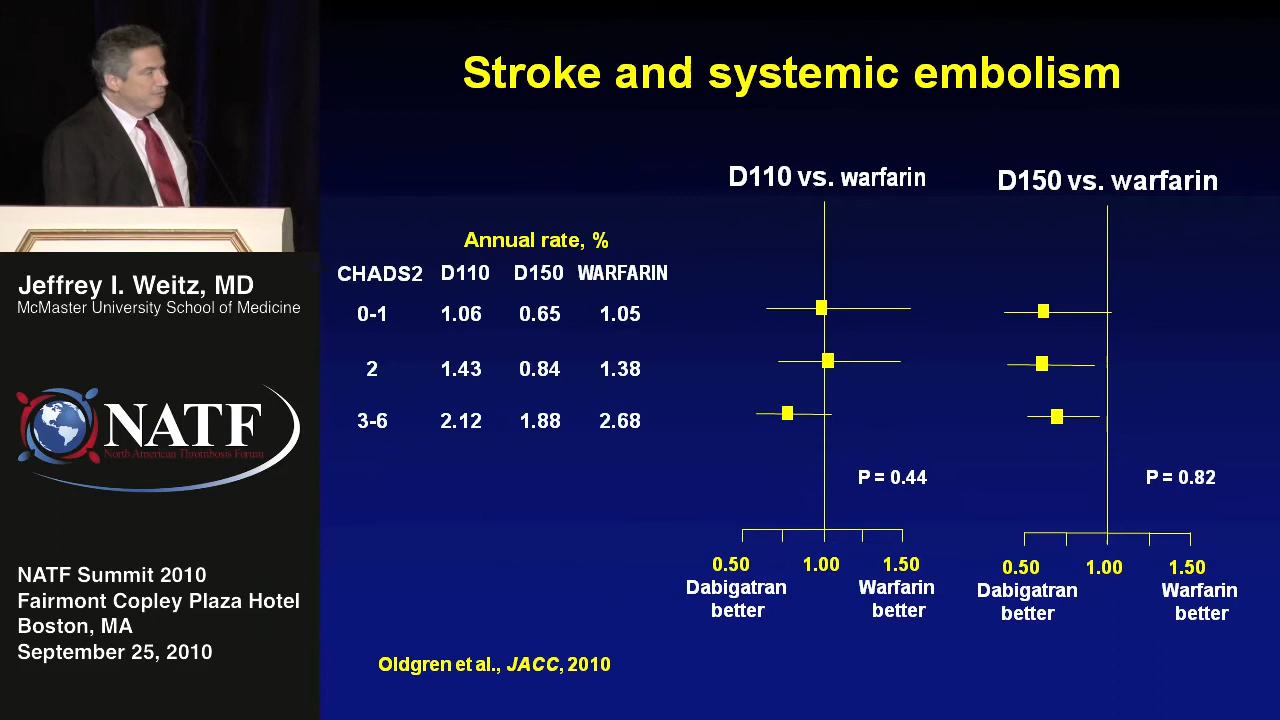 Stroke and systemic embolism
D110 vs. warfarin
D150 vs. warfarin
Annual rate, %
CHADS2 D110 D150 WARFARIN
0-1 1.06 0.65 1.05
2 1.43 0.84 1.38
3-6 2.12 1.88 2.68
P = 0.44
P = 0.82
0.50 1.00 1.50
Dabigatran better
Warfarin better
0.50 1.00 1.50
Dabigatran better
Warfarin better
Oldgren et al., JACC, 2010
Jeffrey I. Weitz, MD
McMaster University School of Medicine
NATF
North American Thrombosis Forum
NATF Summit 2010
Fairmont Copley Plaza Hotel
Boston, MA
September 25, 2010